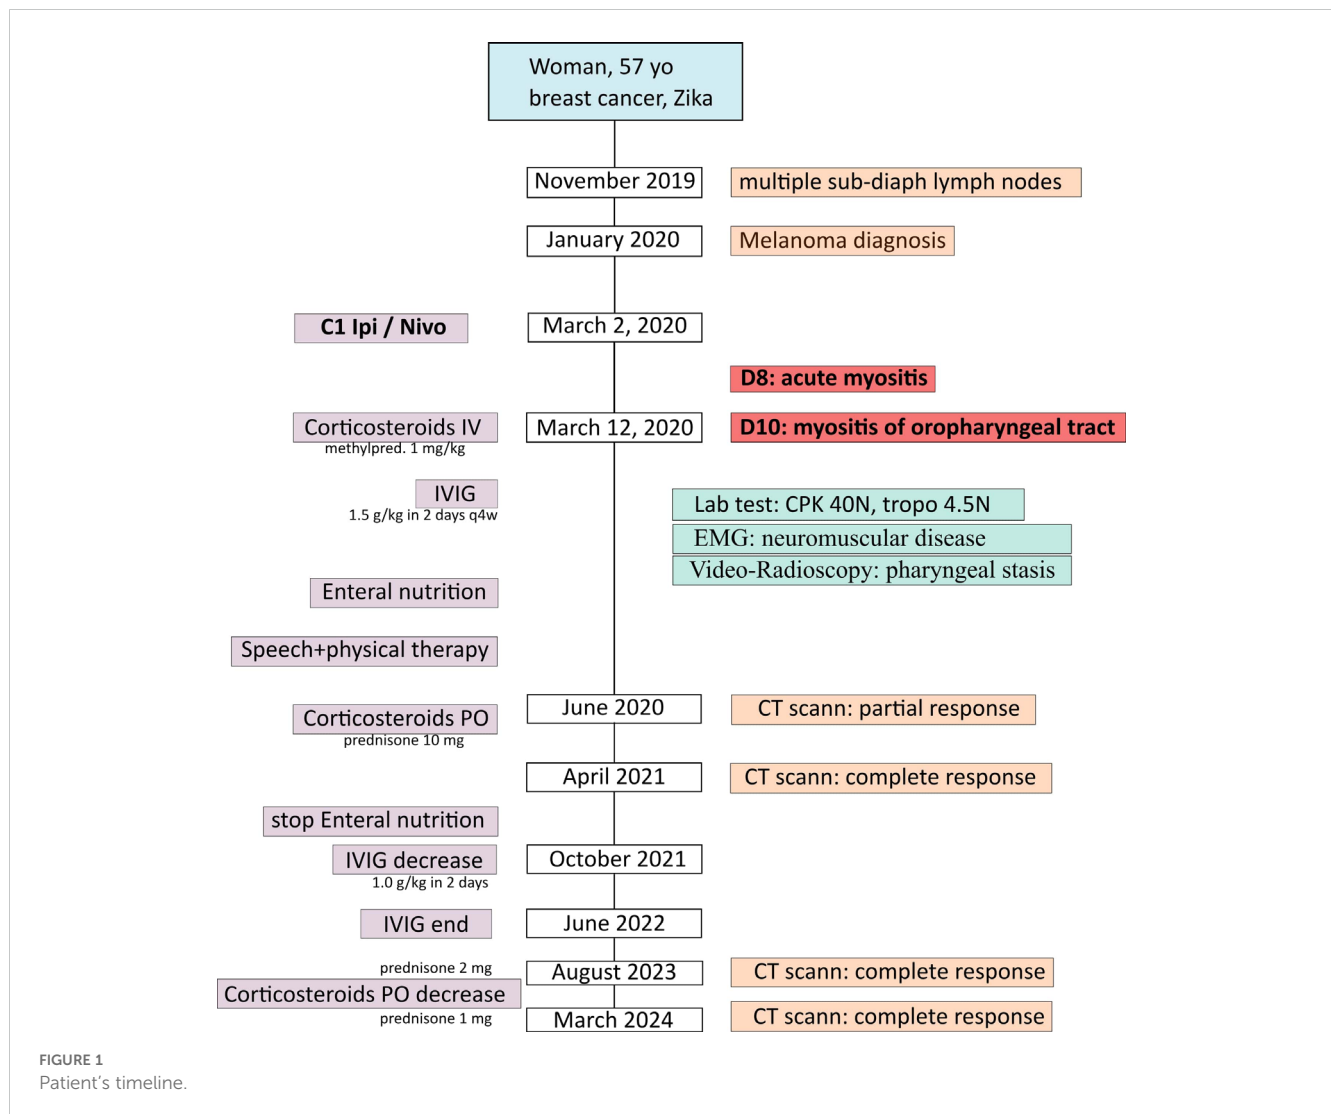 Woman, 57 yo
breast cancer, Zika
November 2019
multiple sub-diaph lymph nodes
January 2020
Melanoma diagnosis
C1 Ipi / Nivo
March 2, 2020
D8: acute myositis
Corticosteroids IV
methylpred. 1 mg/kg
March 12, 2020
D10: myositis of oropharyngeal tract
IVIG
1.5 g/kg in 2 days q4w
Lab test: CPK 40N, tropo 4.5N
EMG: neuromuscular disease
Video-Radioscopy: pharyngeal stasis
Enteral nutrition
Speech+physical therapy
Corticosteroids PO
prednisone 10 mg
June 2020
CT scann: partial response
April 2021
CT scann: complete response
stop Enteral nutrition
IVIG decrease
1.0 g/kg in 2 days
October 2021
IVIG end
June 2022
prednisone 2 mg
August 2023
CT scann: complete response
Corticosteroids PO decrease
prednisone 1 mg
March 2024
CT scann: complete response
FIGURE 1
Patient's timeline.